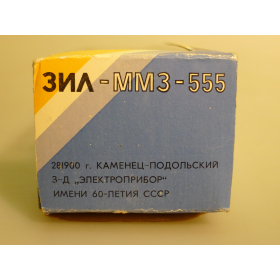 ЗИЛ-ММЗ-555
281900 г. КАМЕНЕЦ-ПОДОЛЬСКИЙ
З-Д „ЭЛЕКТРОПРИБОР"
ИМЕНИ 60-ЛЕТИЯ СССР